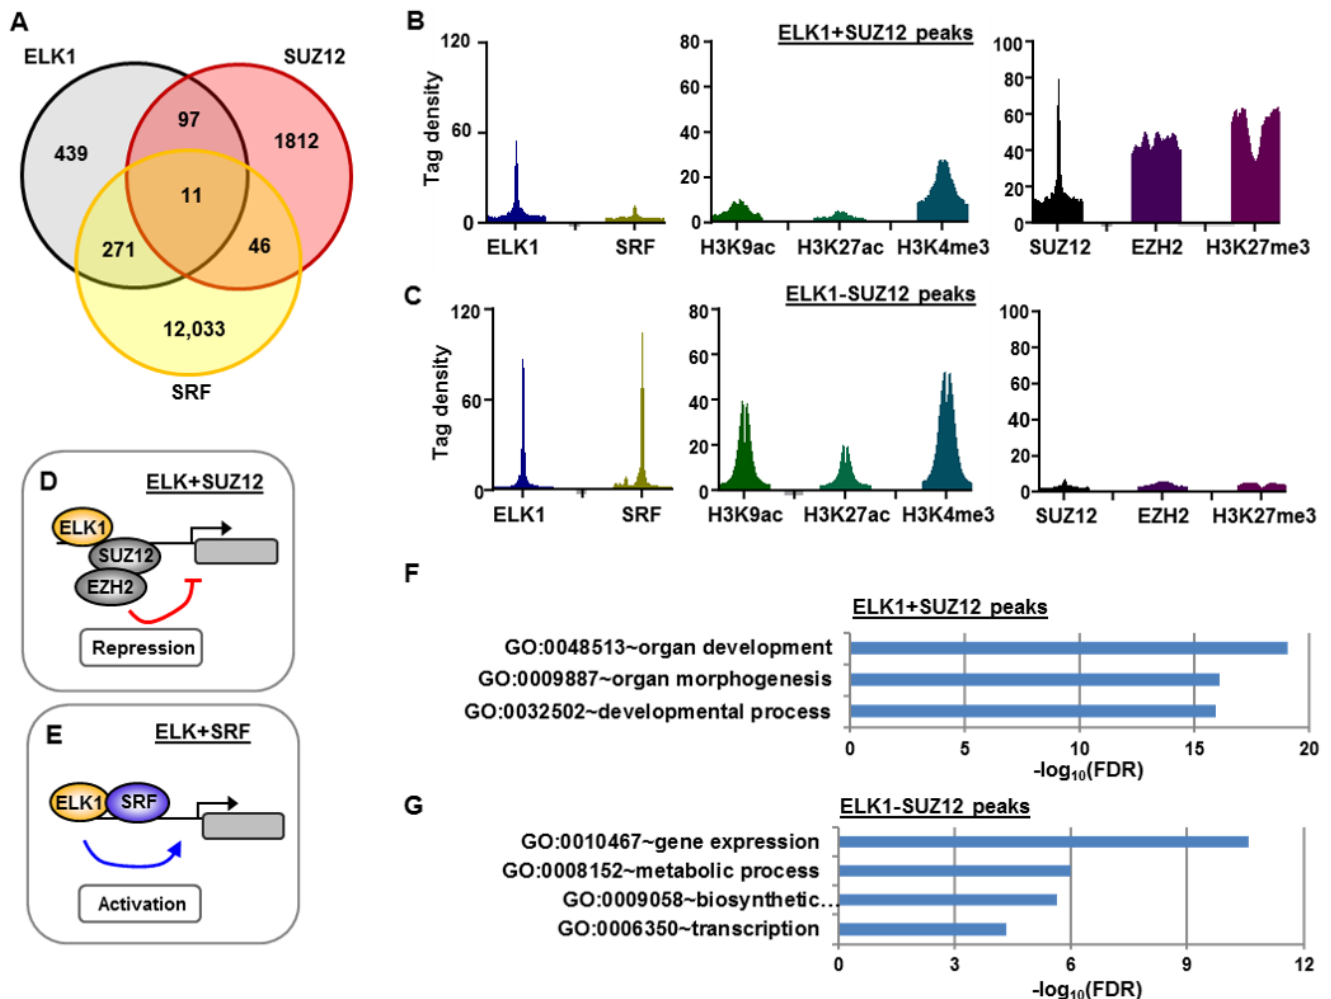 A
ELK1
SUZ12
97
439
1812
11
271
46
12,033
SRF
B
ELK1+SUZ12 peaks
Tag density
120
60
0
ELK1
SRF
80
60
40
20
0
H3K9ac
H3K27ac
H3K4me3
100
80
60
40
20
0
SUZ12
EZH2
H3K27me3
C
ELK1-SUZ12 peaks
Tag density
120
60
0
ELK1
SRF
80
60
40
20
0
H3K9ac
H3K27ac
H3K4me3
100
80
60
40
20
0
SUZ12
EZH2
H3K27me3
D
ELK+SUZ12
ELK1
SUZ12
EZH2
Repression
E
ELK+SRF
ELK1
SRF
Activation
F
ELK1+SUZ12 peaks
GO:0048513~organ development
GO:0009887~organ morphogenesis
GO:0032502~developmental process
0 5 10 15 20
-log10(FDR)
G
ELK1-SUZ12 peaks
GO:0010467~gene expression
GO:0008152~metabolic process
GO:0009058~biosynthetic...
GO:0006350~transcription
0 3 6 9 12
-log10(FDR)